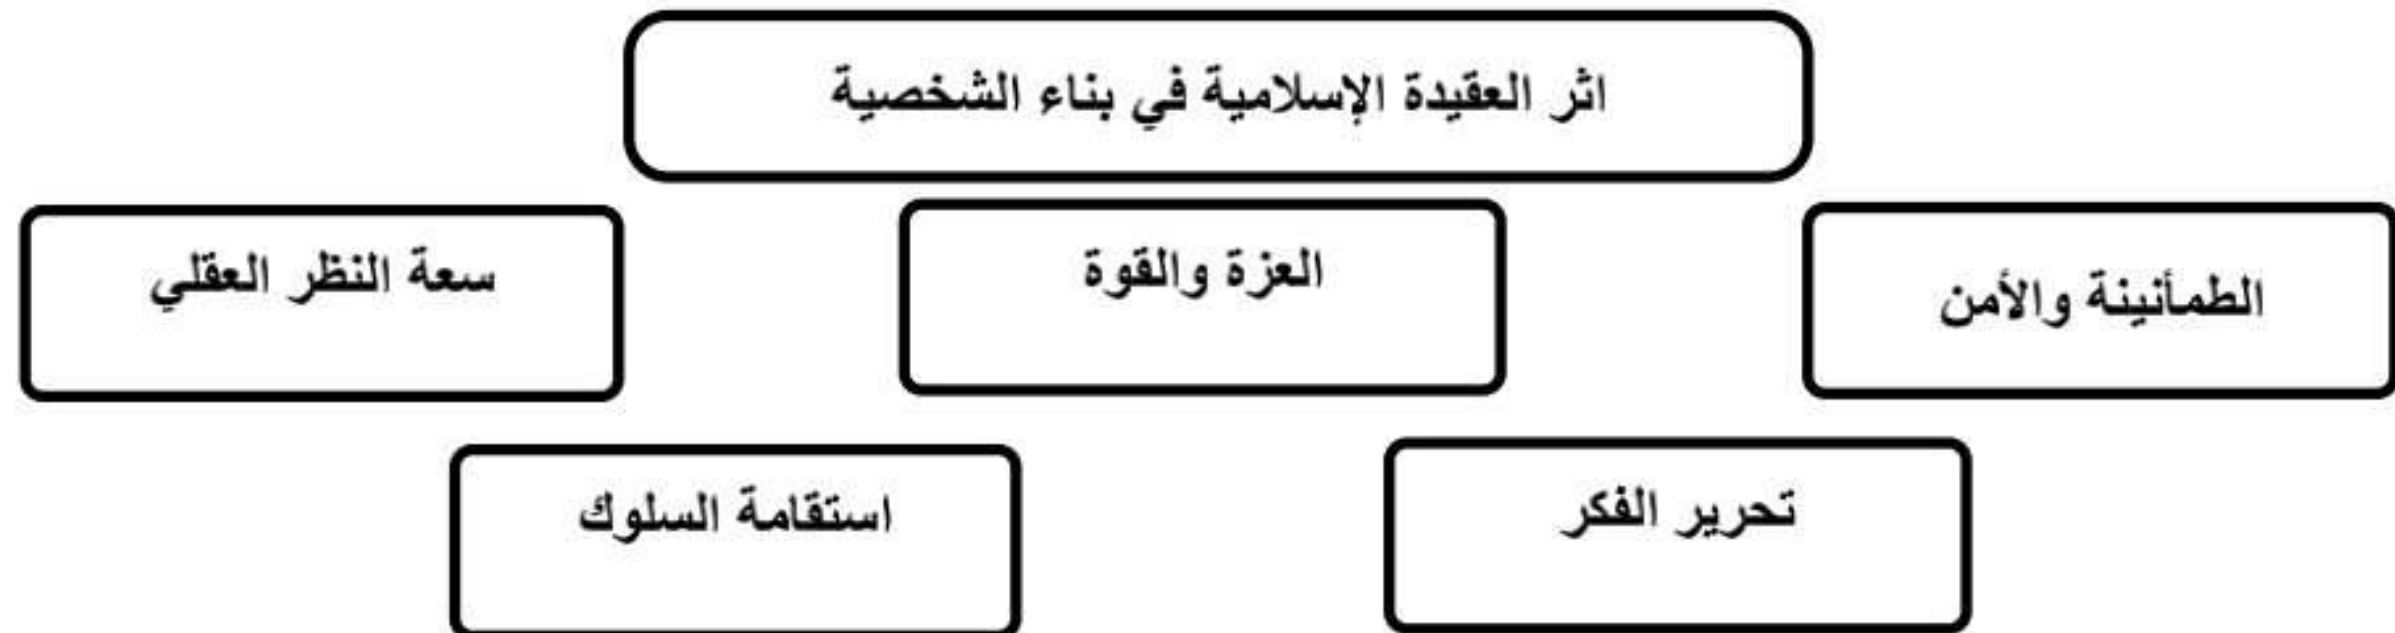 اثر العقيدة الإسلامية في بناء الشخصية
الطمأنينة والأمن
العزة والقوة
سعة النظر العقلي
تحرير الفكر
استقامة السلوك